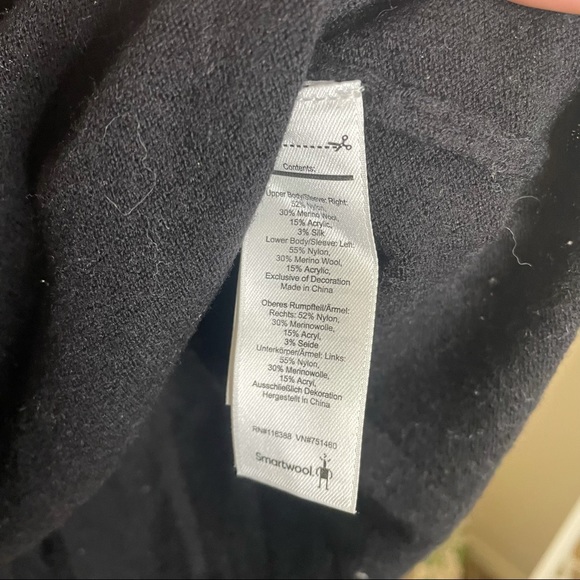 Contents:
Upper Body/Sleeve: Right:
52% Nylon,
30% Merino Wool,
15% Acrylic,
3% Silk
Lower Body/Sleeve: Left:
55% Nylon,
30% Merino Wool,
15% Acrylic,
Exclusive of Decoration
Made in China
Oberes Rumpfteil/Ärmel:
Rechts: 52% Nylon,
30% Merinowolle,
15% Acryl,
3% Seide
Unterkörper/Ärmel: Links:
55% Nylon,
30% Merinowolle,
15% Acryl,
Ausschließlich Dekoration
Hergestellt in China
RN#116388 VN#751460
Smartwool